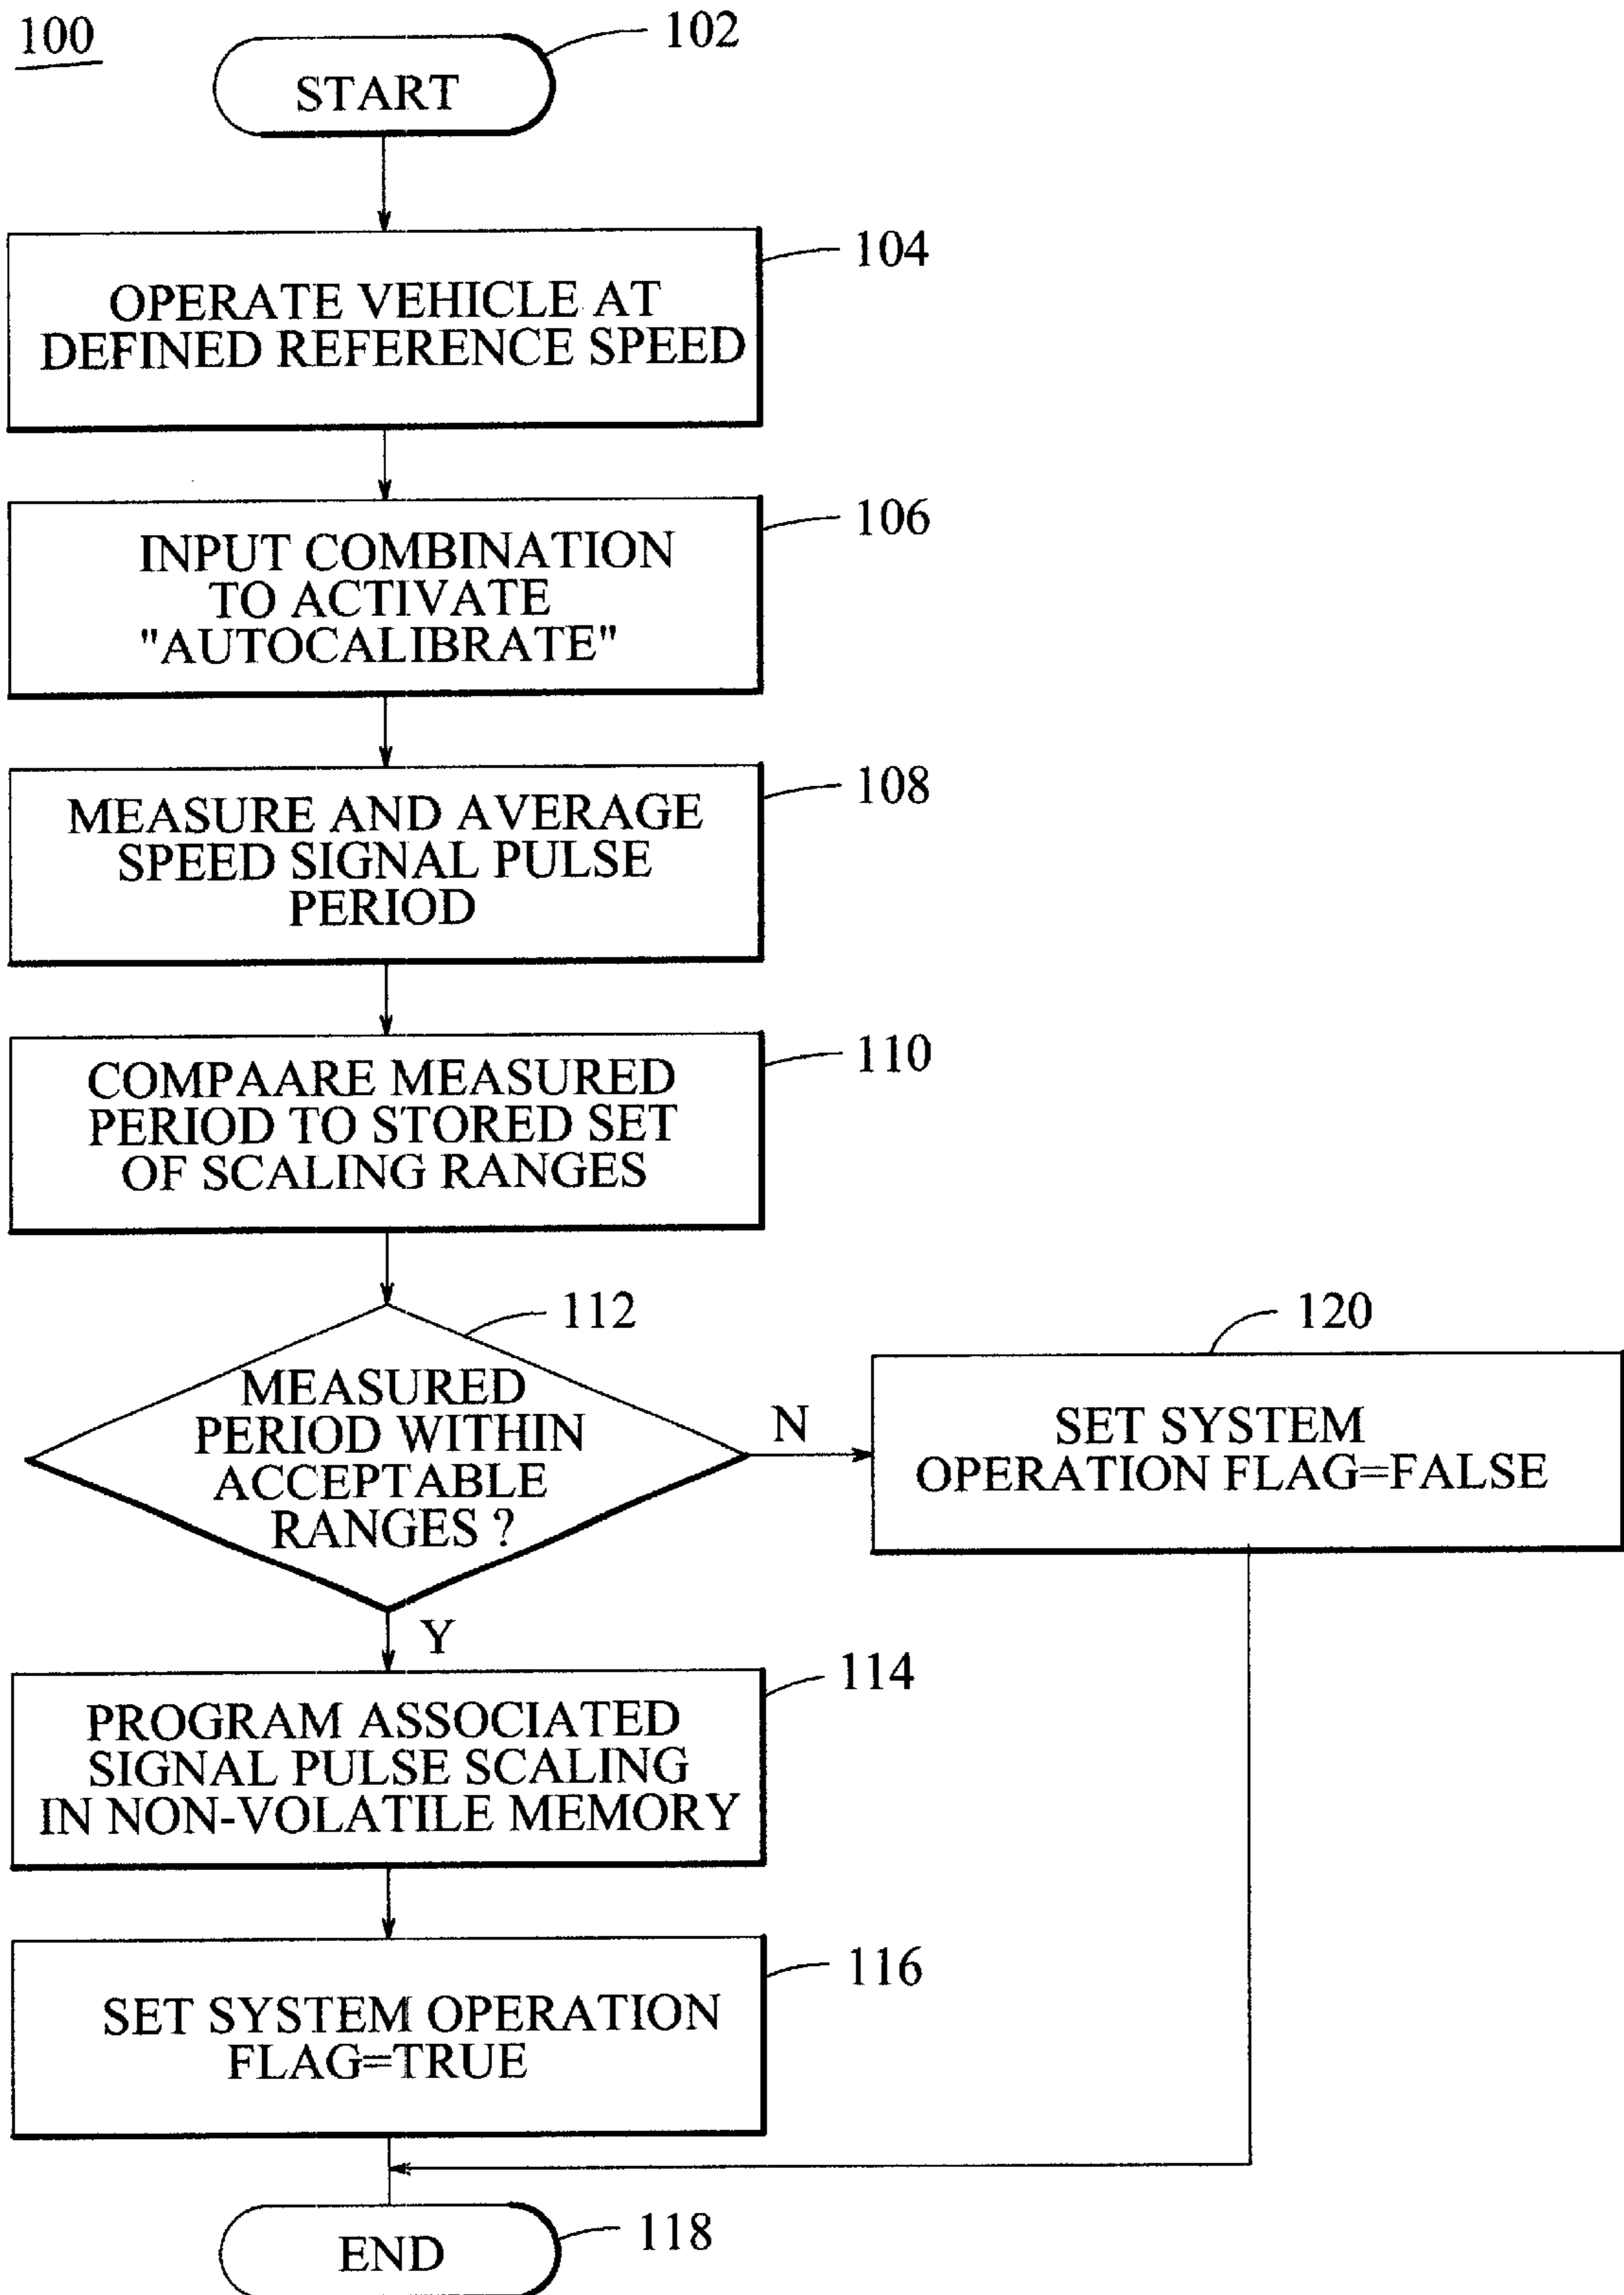 100
102
START
104
OPERATE VEHICLE AT
DEFINED REFERENCE SPEED
106
INPUT COMBINATION
TO ACTIVATE
"AUTOCALIBRATE"
108
MEASURE AND AVERAGE
SPEED SIGNAL PULSE
PERIOD
110
COMPAARE MEASURED
PERIOD TO STORED SET
OF SCALING RANGES
112
MEASURED
PERIOD WITHIN
ACCEPTABLE
RANGES ?
N
120
SET SYSTEM
OPERATION FLAG=FALSE
Y
114
PROGRAM ASSOCIATED
SIGNAL PULSE SCALING
IN NON-VOLATILE MEMORY
116
SET SYSTEM OPERATION
FLAG=TRUE
118
END